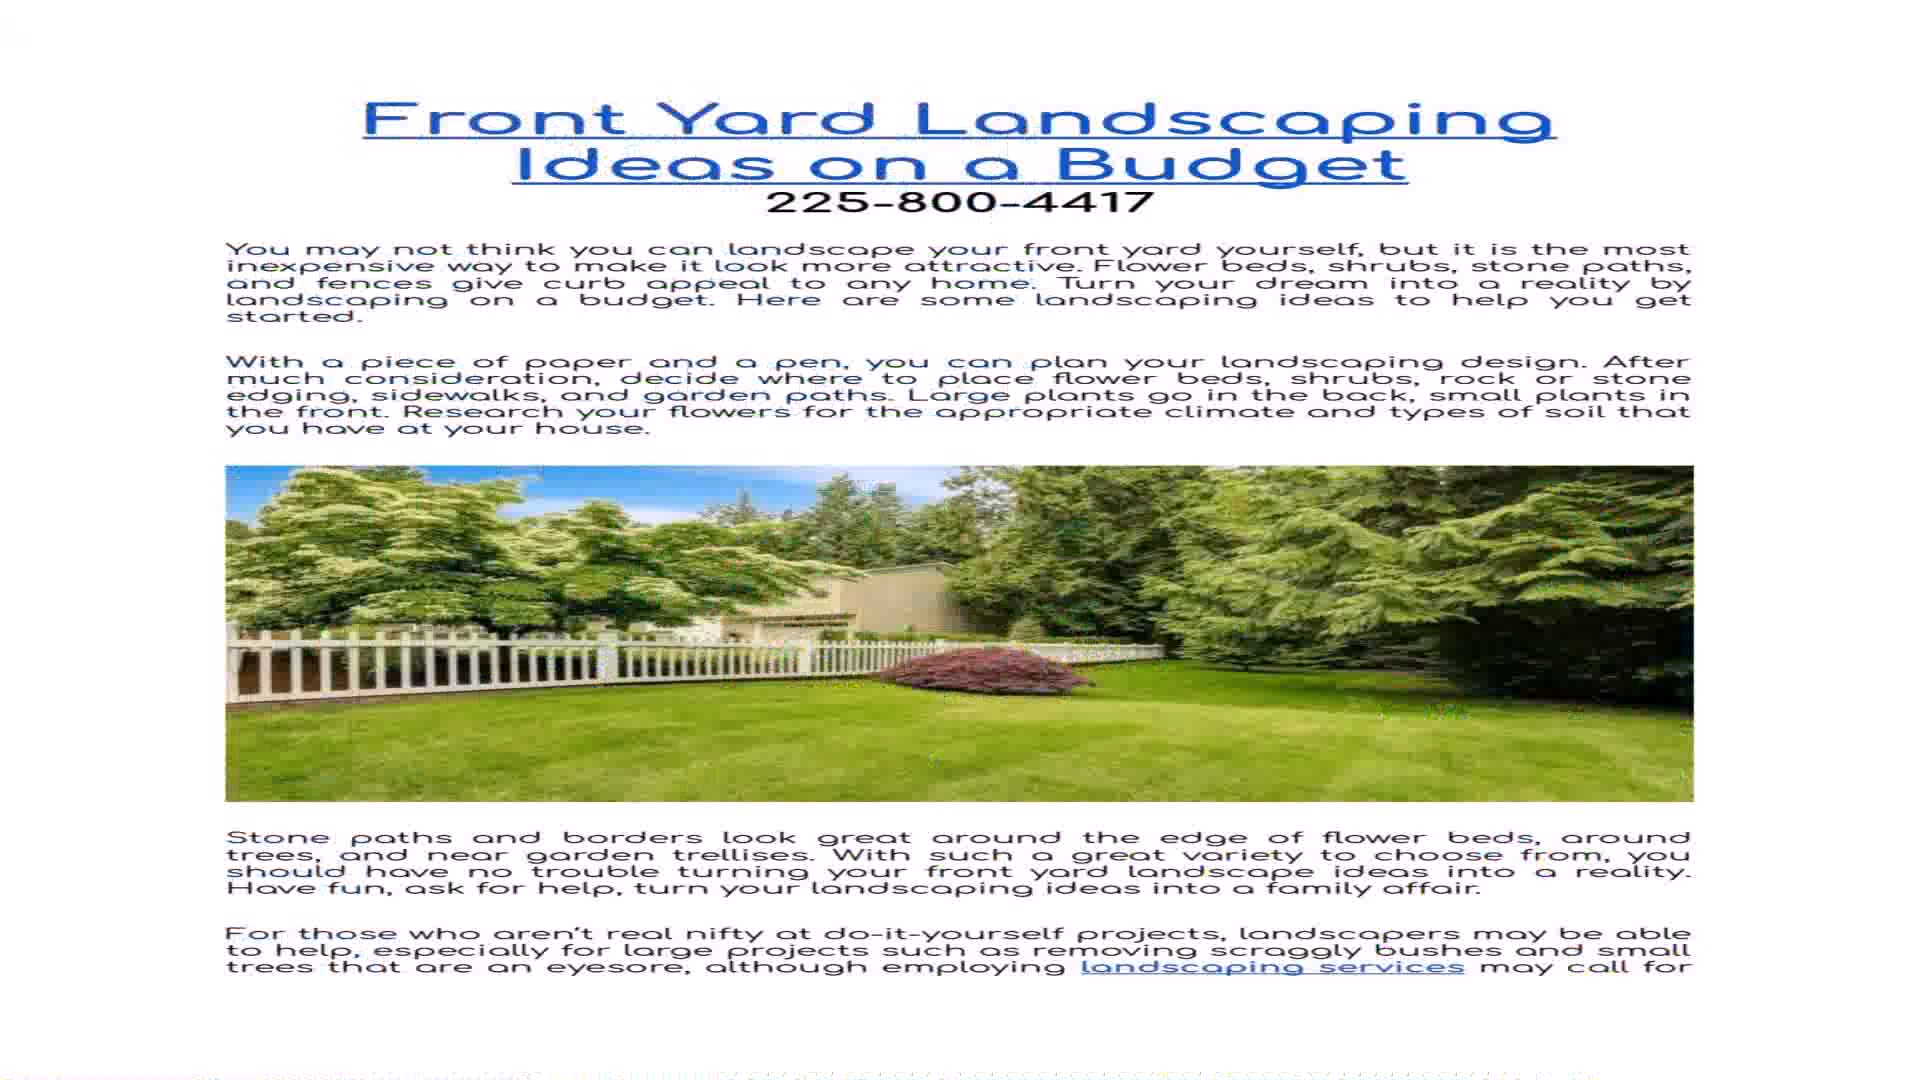 Front Yard Landscaping
Ideas on a Budget
225-800-4417
You may not think you can landscape your front yard yourself, but it is the most
inexpensive way to make it look more attractive. Flower beds, shrubs, stone paths,
and fences give curb appeal to any home. Turn your dream into a reality by
landscaping on a budget. Here are some landscaping ideas to help you get
started.
With a piece of paper and a pen, you can plan your landscaping design. After
much consideration, decide where to place flower beds, shrubs, rock or stone
edging, sidewalks, and garden paths. Large plants go in the back, small plants in
the front. Research your flowers for the appropriate climate and types of soil that
you have at your house.
Stone paths and borders look great around the edge of flower beds, around
trees, and near garden trellises. With such a great variety to choose from, you
should have no trouble turning your front yard landscape ideas into a reality.
Have fun, ask for help, turn your landscaping ideas into a family affair.
For those who aren't real nifty at do-it-yourself projects, landscapers may be able
to help, especially for large projects such as removing scraggly bushes and small
trees that are an eyesore, although employing landscaping services may call for